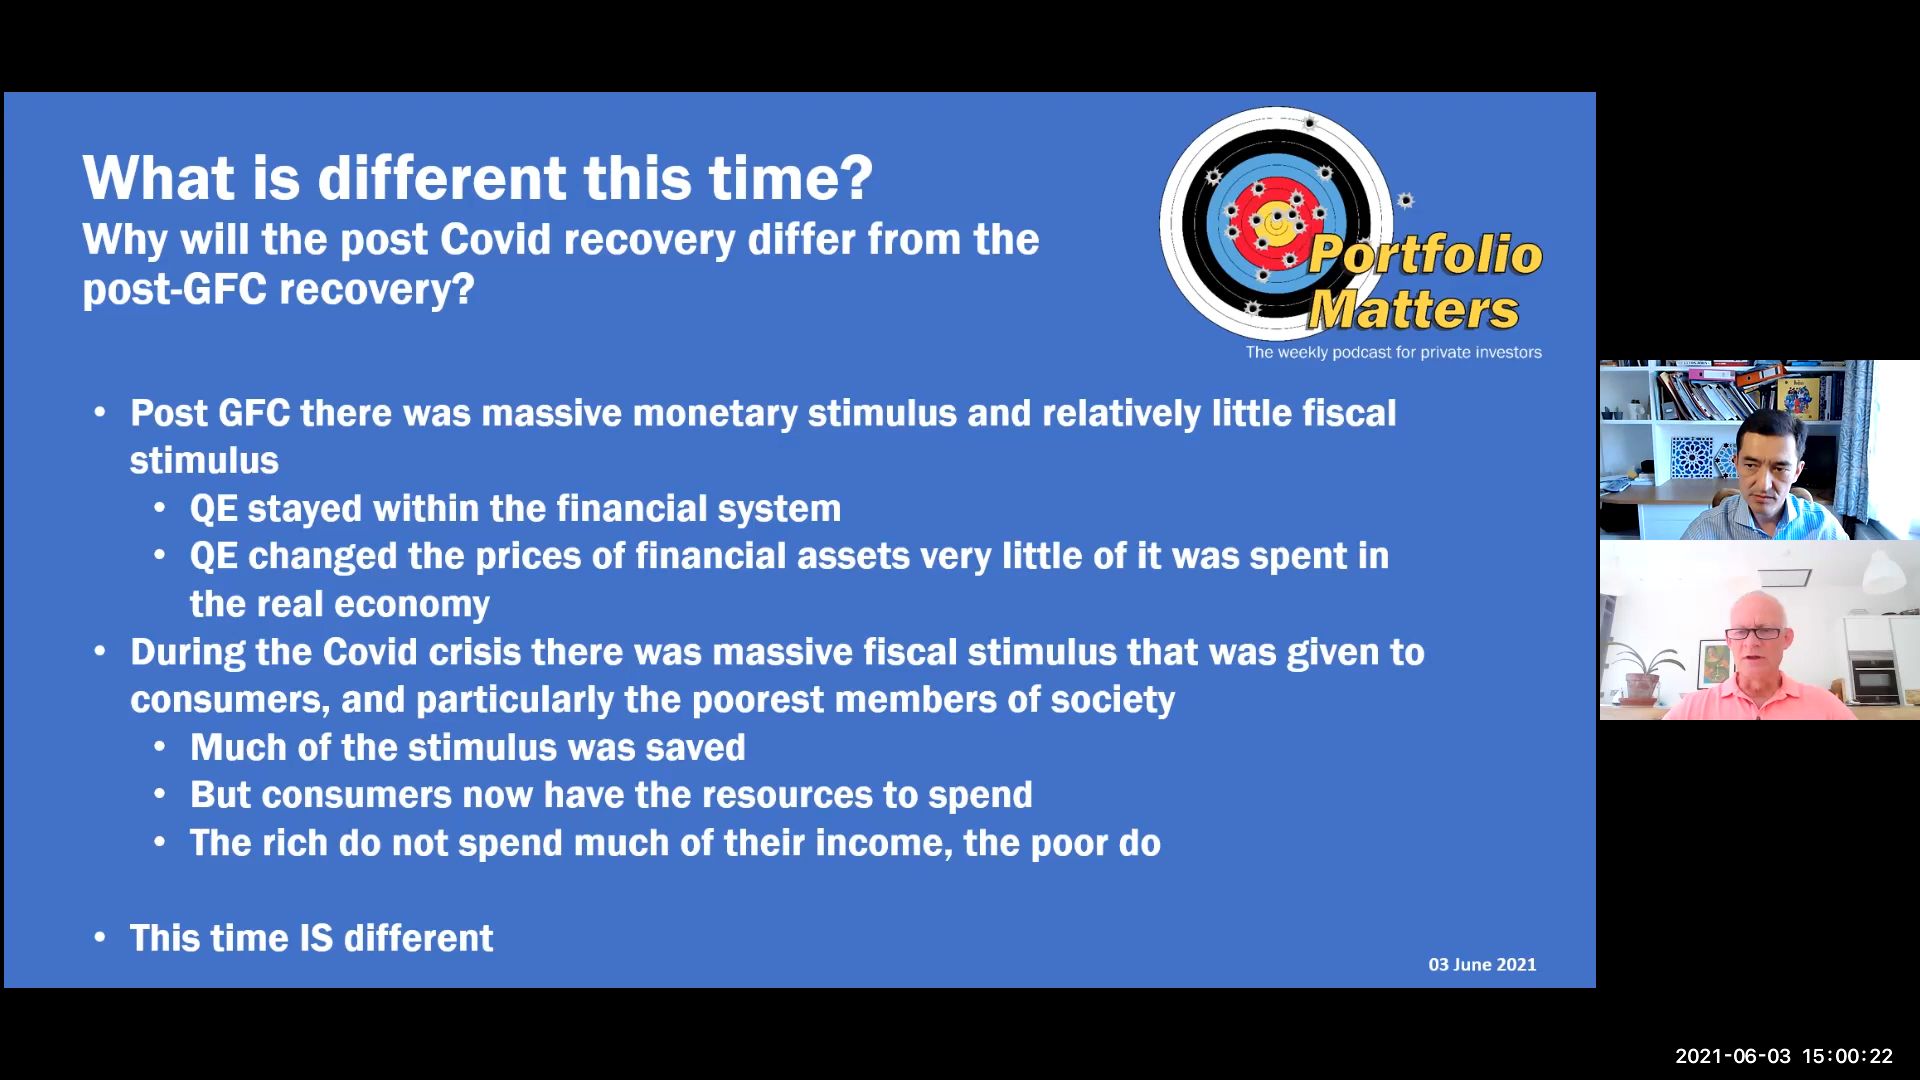 What is different this time?
Why will the post Covid recovery differ from the
post-GFC recovery?
Portfolio
Matters
The weekly podcast for private investors
• Post GFC there was massive monetary stimulus and relatively little fiscal
stimulus
• QE stayed within the financial system
• QE changed the prices of financial assets very little of it was spent in
the real economy
• During the Covid crisis there was massive fiscal stimulus that was given to
consumers, and particularly the poorest members of society
• Much of the stimulus was saved
• But consumers now have the resources to spend
• The rich do not spend much of their income, the poor do
• This time IS different
03 June 2021
2021-06-03 15:00:22